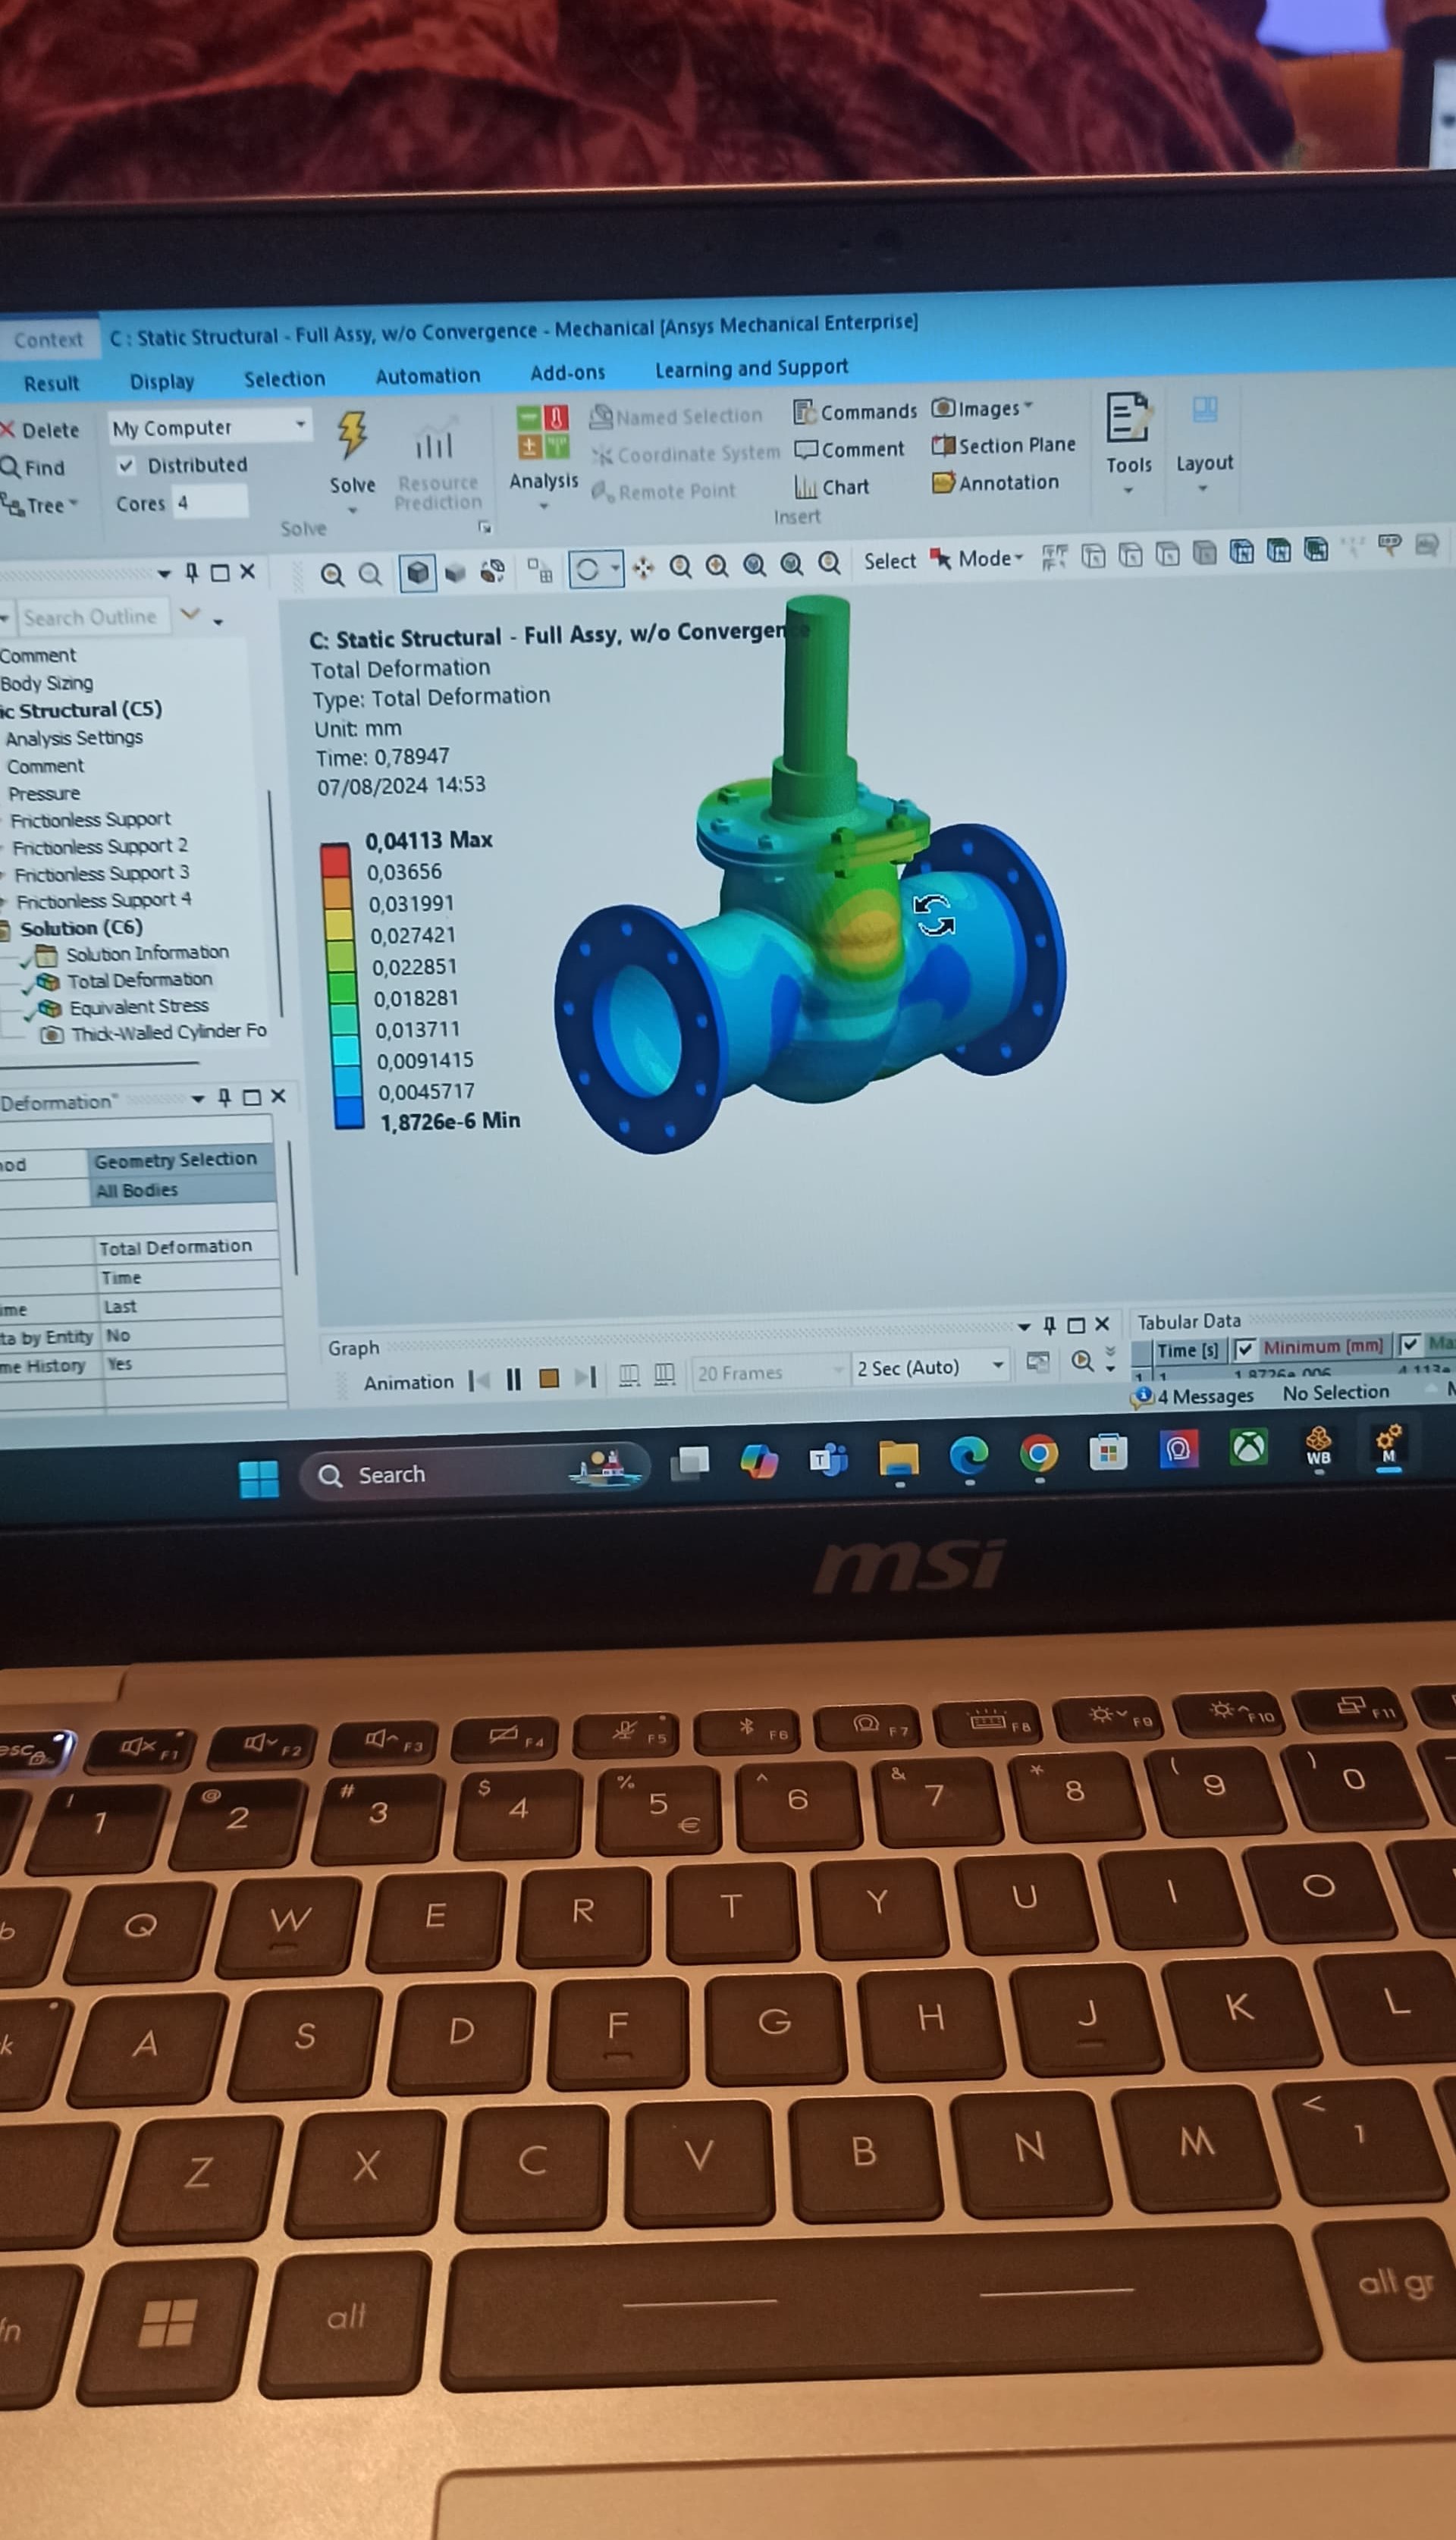 Context
C : Static Structural - Full Assy, w/o Convergence - Mechanical [Ansys Mechanical Enterprise]
Result Display Selection Automation Add-ons Learning and Support
Delete My Computer Named Selection Commands Images
Find Distributed Coordinate System Comment Section Plane
Tree Cores 4 Solve Resource Prediction Analysis Remote Point Chart Annotation Tools Layout
Solve Insert
Select Mode
Search Outline
Comment
Body Sizing
ic Structural (C5)
Analysis Settings
Comment
Pressure
Frictionless Support
Frictionless Support 2
Frictionless Support 3
Frictionless Support 4
Solution (C6)
Solution Information
Total Deformation
Equivalent Stress
Thick-Walled Cylinder Fo
C: Static Structural - Full Assy, w/o Convergence
Total Deformation
Type: Total Deformation
Unit: mm
Time: 0,78947
07/08/2024 14:53
0,04113 Max
0,03656
0,031991
0,027421
0,022851
0,018281
0,013711
0,0091415
0,0045717
1,8726e-6 Min
Deformation"
od Geometry Selection
All Bodies
Total Deformation
Time
me Last
ta by Entity No
me History Yes
Graph
Animation 20 Frames 2 Sec (Auto)
Tabular Data
Time [s] Minimum [mm] Ma
1 1
4 Messages No Selection
Search
T
WB
M
msi
esc F1 F2 F3 F4 F5 F6 F7 F8 F9 F10 F11
! 1 @ 2 # 3 $ 4 % 5 € ^ 6 & 7 * 8 ( 9 ) 0
b Q W E R T Y U I O
k A S D F G H J K L
Z X C V B N M < ,
fn alt alt gr